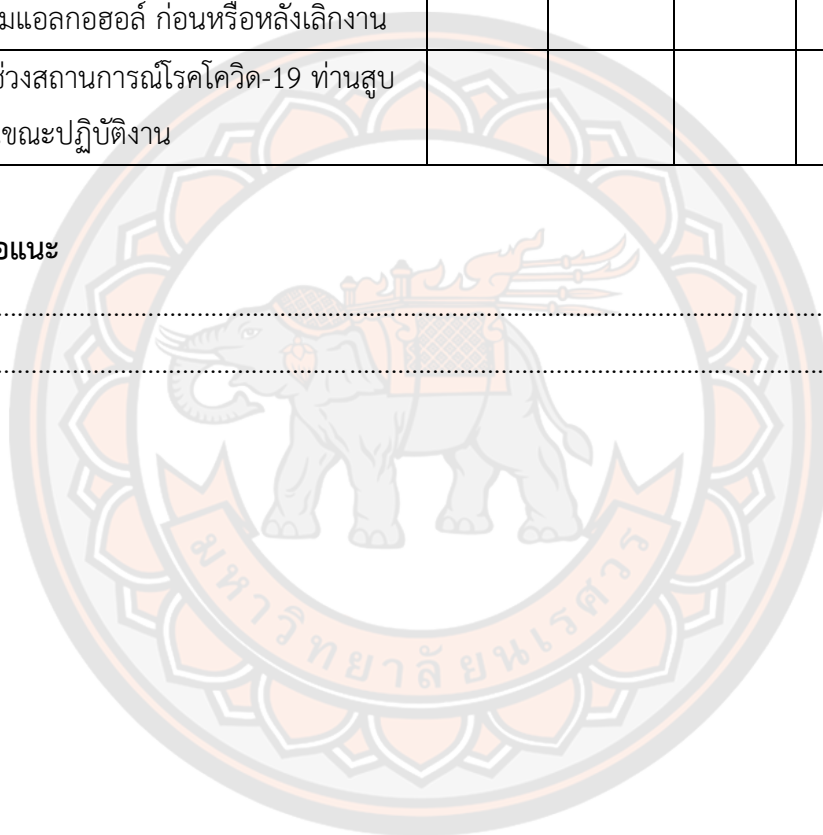 มแอลกอฮอล์ ก่อนหรือหลังเลิกงาน
ช่วงสถานการณ์โรคโควิด-19 ท่านสูบ
ขณะปฏิบัติงาน
อแนะ
มหาวิทยาลัยนเรศวร